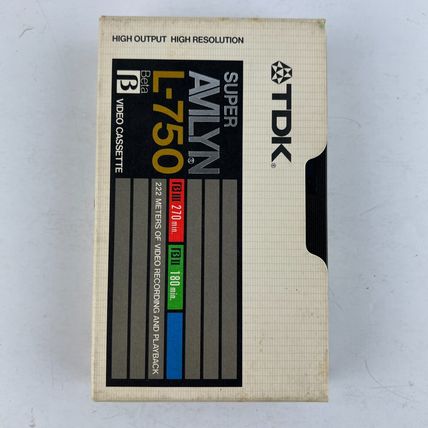 HIGH OUTPUT HIGH RESOLUTION
TDK®
SUPER
AVILYN®
L-750
Beta
β VIDEO CASSETTE
βIII 270 min.
βII 180 min.
222 METERS OF VIDEO RECORDING AND PLAYBACK